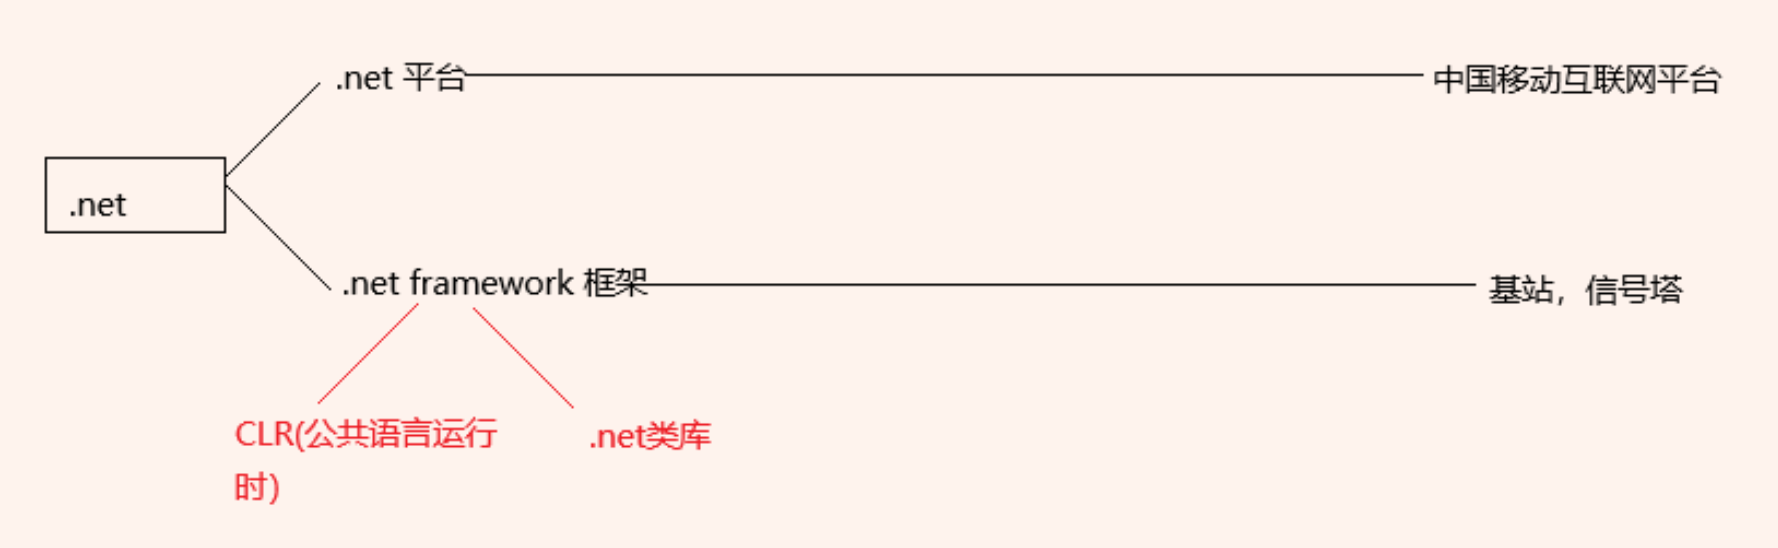 .net 平台
中国移动互联网平台
.net
.net framework 框架
基站，信号塔
CLR(公共语言运行
时)
.net类库